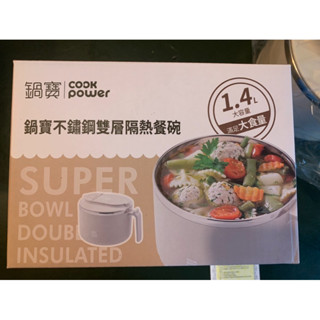 鍋寶 COOK power
1.4L
大容量
滿足大食量
鍋寶不鏽鋼雙層隔熱餐碗
SUPER
BOWL
DOUBL
INSULATED